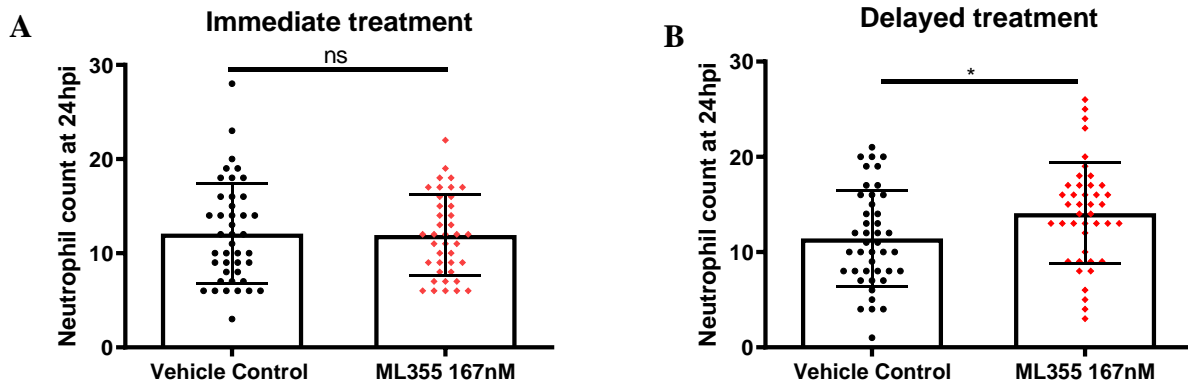 A
Immediate treatment
ns
30
20
10
0
Neutrophil count at 24hpi
Vehicle Control
ML355 167nM
B
Delayed treatment
*
30
20
10
0
Neutrophil count at 24hpi
Vehicle Control
ML355 167nM